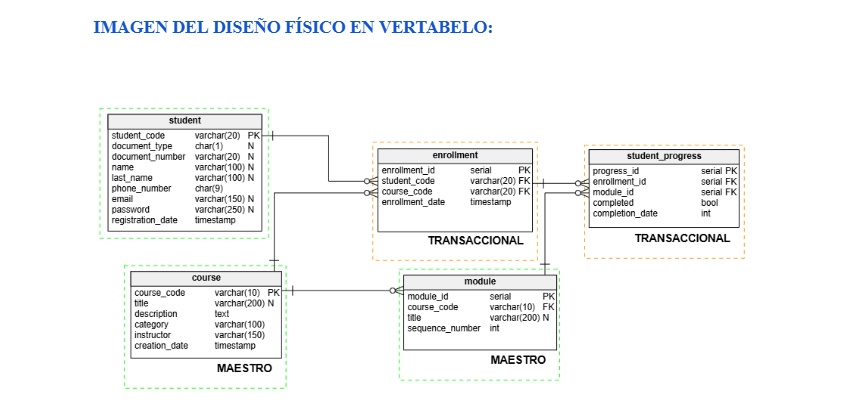 IMAGEN DEL DISEÑO FÍSICO EN VERTABELO:
student
student_code varchar(20) PK
document_type char(1) N
document_number varchar(20) N
name varchar(100) N
last_name varchar(100) N
phone_number char(9)
email varchar(150) N
password varchar(250) N
registration_date timestamp
enrollment
enrollment_id serial PK
student_code varchar(20) FK
course_code varchar(20) FK
enrollment_date timestamp
TRANSACCIONAL
student_progress
progress_id serial PK
enrollment_id serial FK
module_id serial FK
completed bool
completion_date int
TRANSACCIONAL
course
course_code varchar(10) PK
title varchar(200) N
description text
category varchar(100)
instructor varchar(150)
creation_date timestamp
MAESTRO
module
module_id serial PK
course_code varchar(10) FK
title varchar(200) N
sequence_number int
MAESTRO